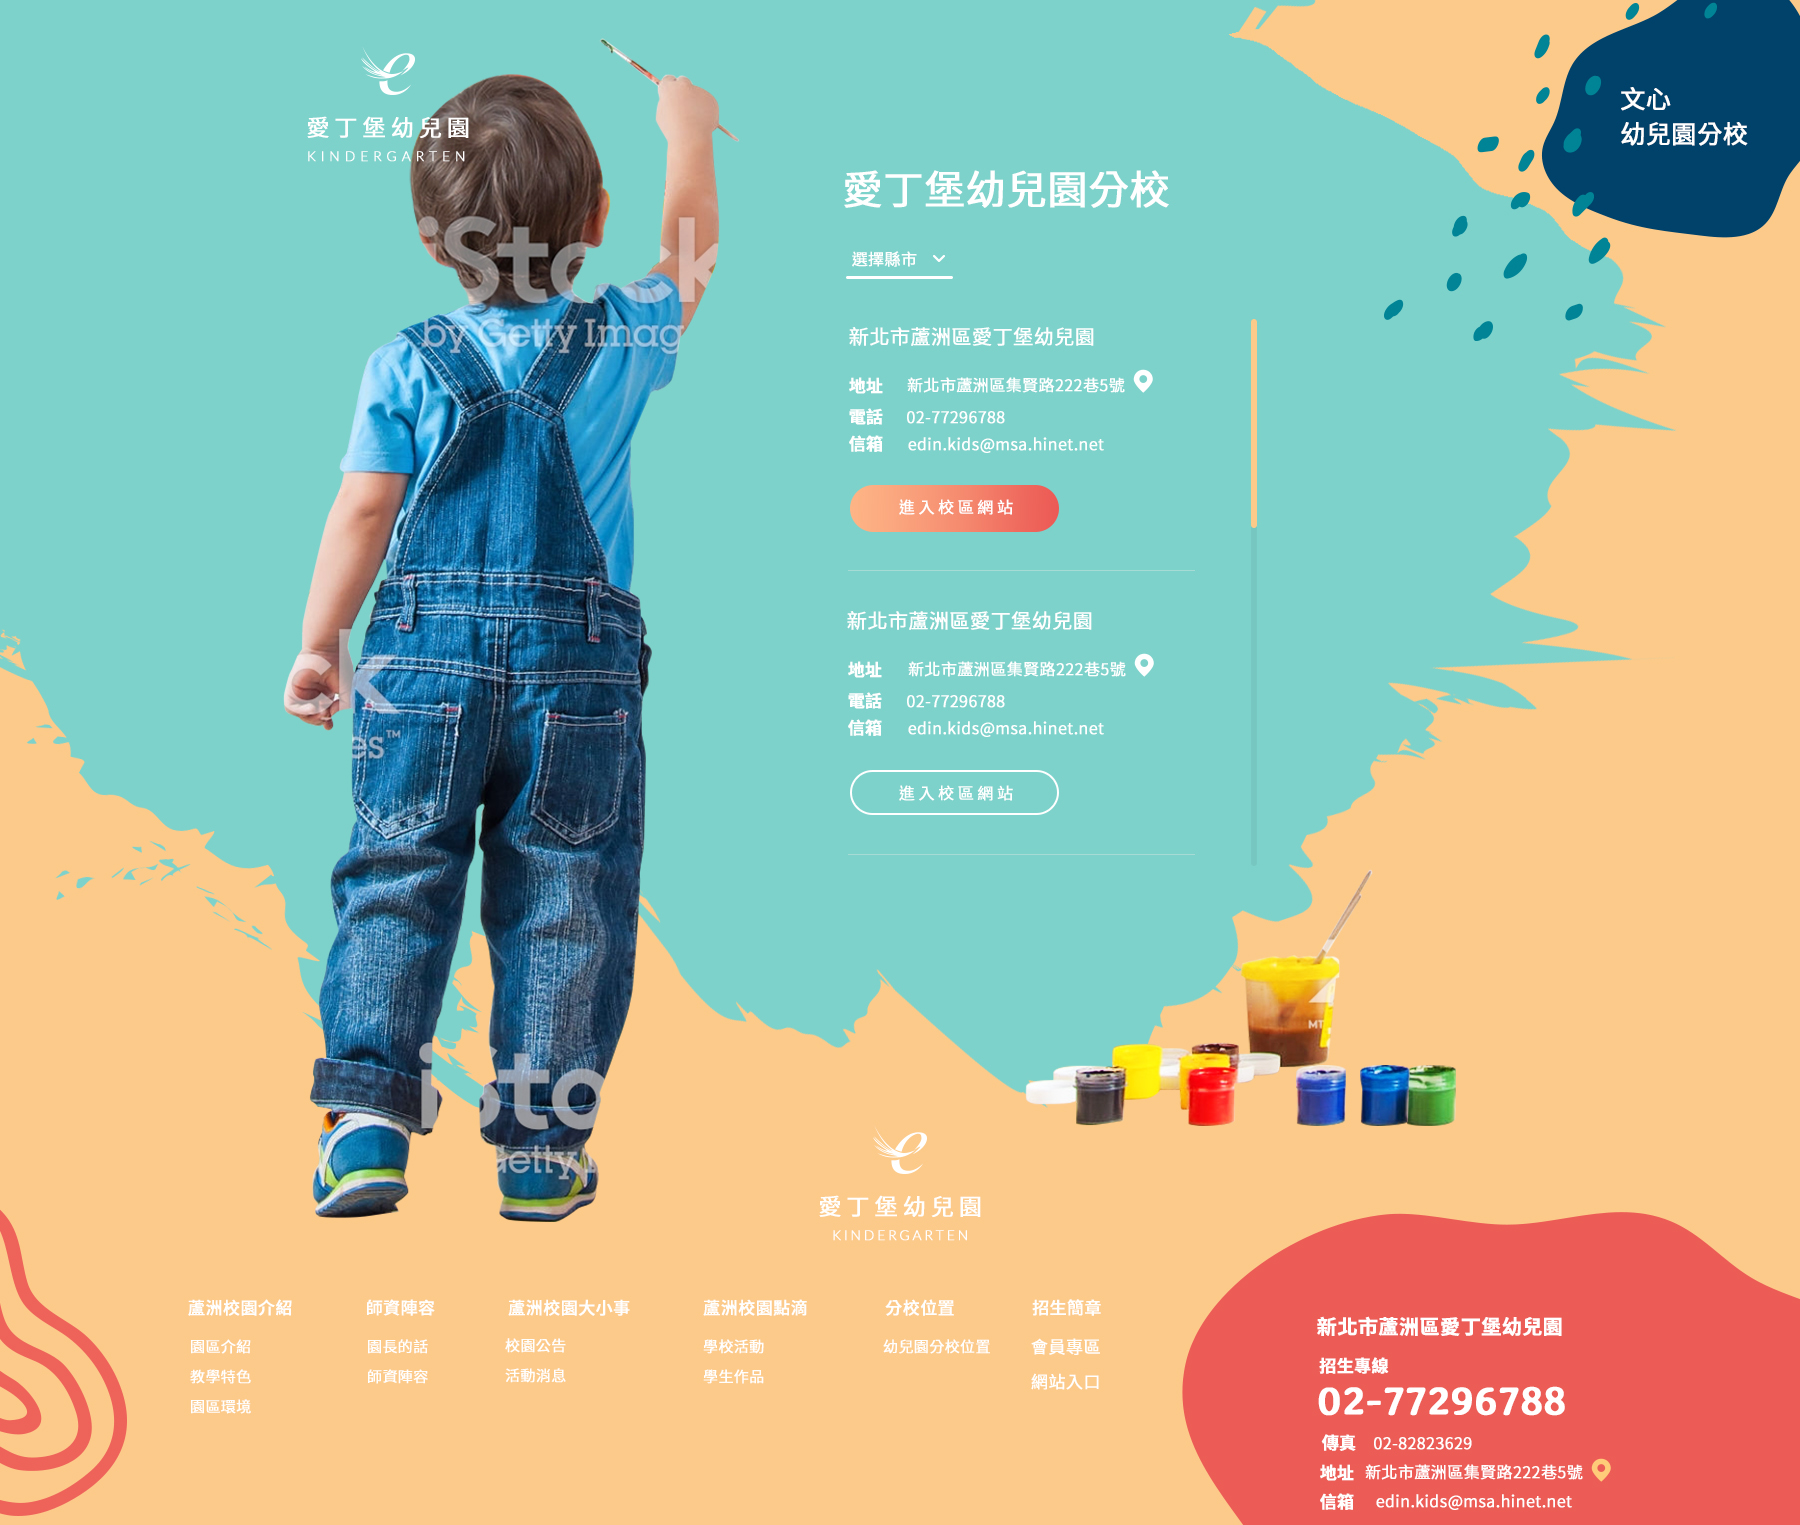 愛丁堡幼兒園
KINDERGARTEN
文心
幼兒園分校
愛丁堡幼兒園分校
選擇縣市
iStock
by Getty Imag
新北市蘆洲區愛丁堡幼兒園
地址 新北市蘆洲區集賢路222巷5號
電話 02-77296788
信箱 edin.kids@msa.hinet.net
進入校區網站
新北市蘆洲區愛丁堡幼兒園
地址 新北市蘆洲區集賢路222巷5號
電話 02-77296788
信箱 edin.kids@msa.hinet.net
進入校區網站
ck
es™
MT
iSto
Getty I
愛丁堡幼兒園
KINDERGARTEN
蘆洲校園介紹
園區介紹
教學特色
園區環境
師資陣容
園長的話
師資陣容
蘆洲校園大小事
校園公告
活動消息
蘆洲校園點滴
學校活動
學生作品
分校位置
幼兒園分校位置
招生簡章
會員專區
網站入口
新北市蘆洲區愛丁堡幼兒園
招生專線
02-77296788
傳真 02-82823629
地址 新北市蘆洲區集賢路222巷5號
信箱 edin.kids@msa.hinet.net